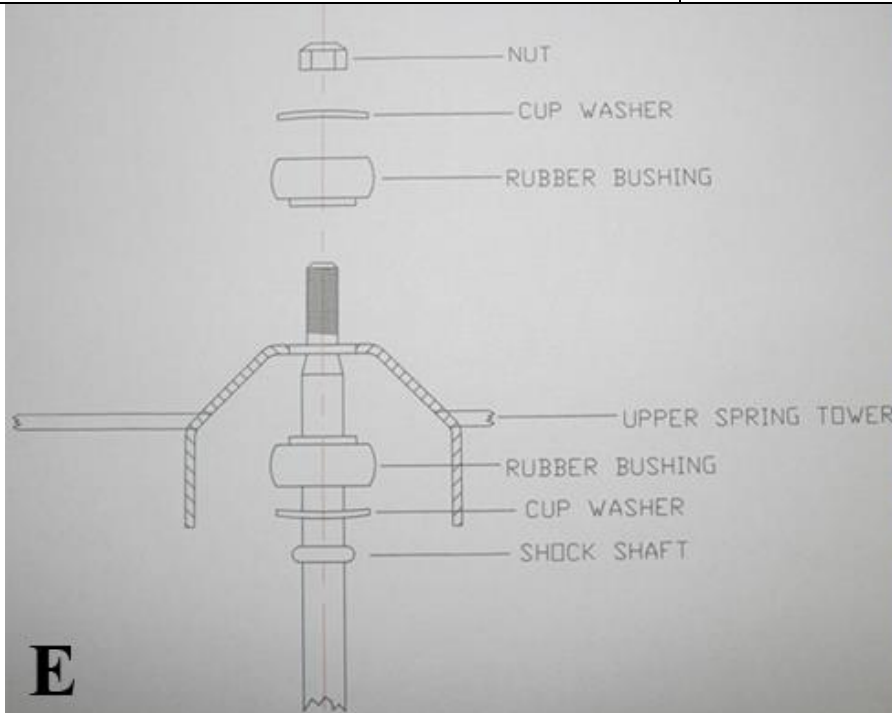 NUT
CUP WASHER
RUBBER BUSHING
UPPER SPRING TOWER
RUBBER BUSHING
CUP WASHER
SHOCK SHAFT
E